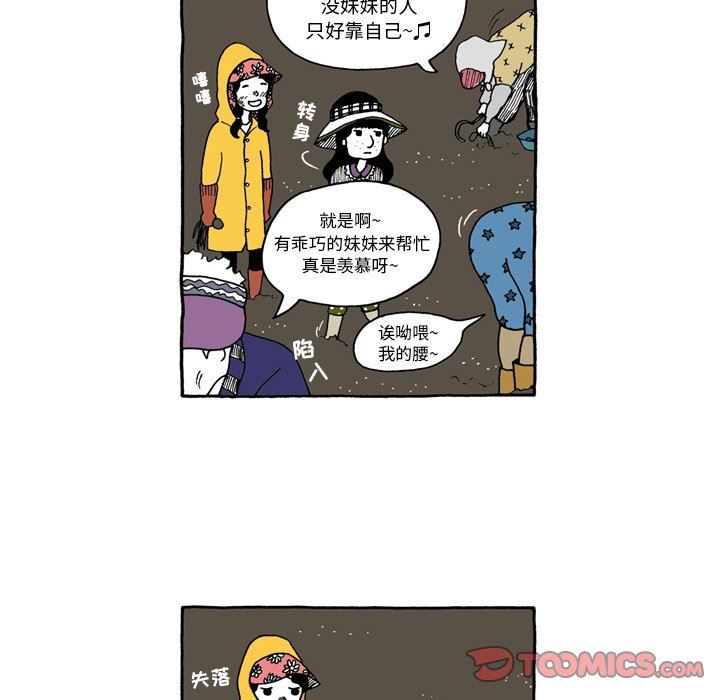 没妹妹的人
只好靠自己~♫
嘻嘻
转身
就是啊~
有乖巧的妹妹来帮忙
真是羡慕呀~
诶呦喂~
我的腰~
陷入
失落
TOOMICS.COM